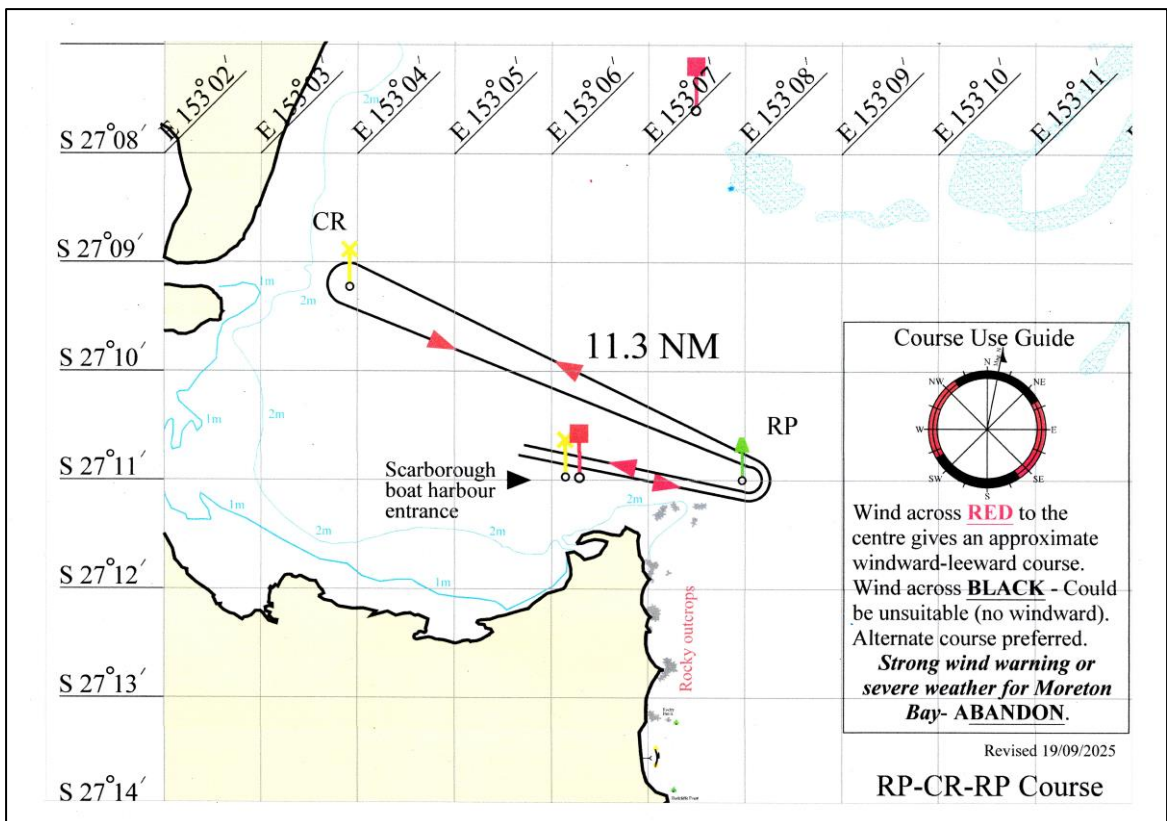 E 153°02′
E 153°03′
E 153°04′
E 153°05′
E 153°06′
E 153°07′
E 153°08′
E 153°09′
E 153°10′
E 153°11′
2m
S 27°08′
CR
S 27°09′
1m
2m
S 27°10′
11.3 NM
1m
2m
RP
S 27°11′
Scarborough
boat harbour
entrance
1m
2m
2m
2m
S 27°12′
1m
Rocky outcrops
S 27°13′
S 27°14′
Course Use Guide
N
NE
E
SE
S
SW
W
NW
Wind across RED to the
centre gives an approximate
windward-leeward course.
Wind across BLACK - Could
be unsuitable (no windward).
Alternate course preferred.
Strong wind warning or
severe weather for Moreton
Bay- ABANDON.
Revised 19/09/2025
RP-CR-RP Course